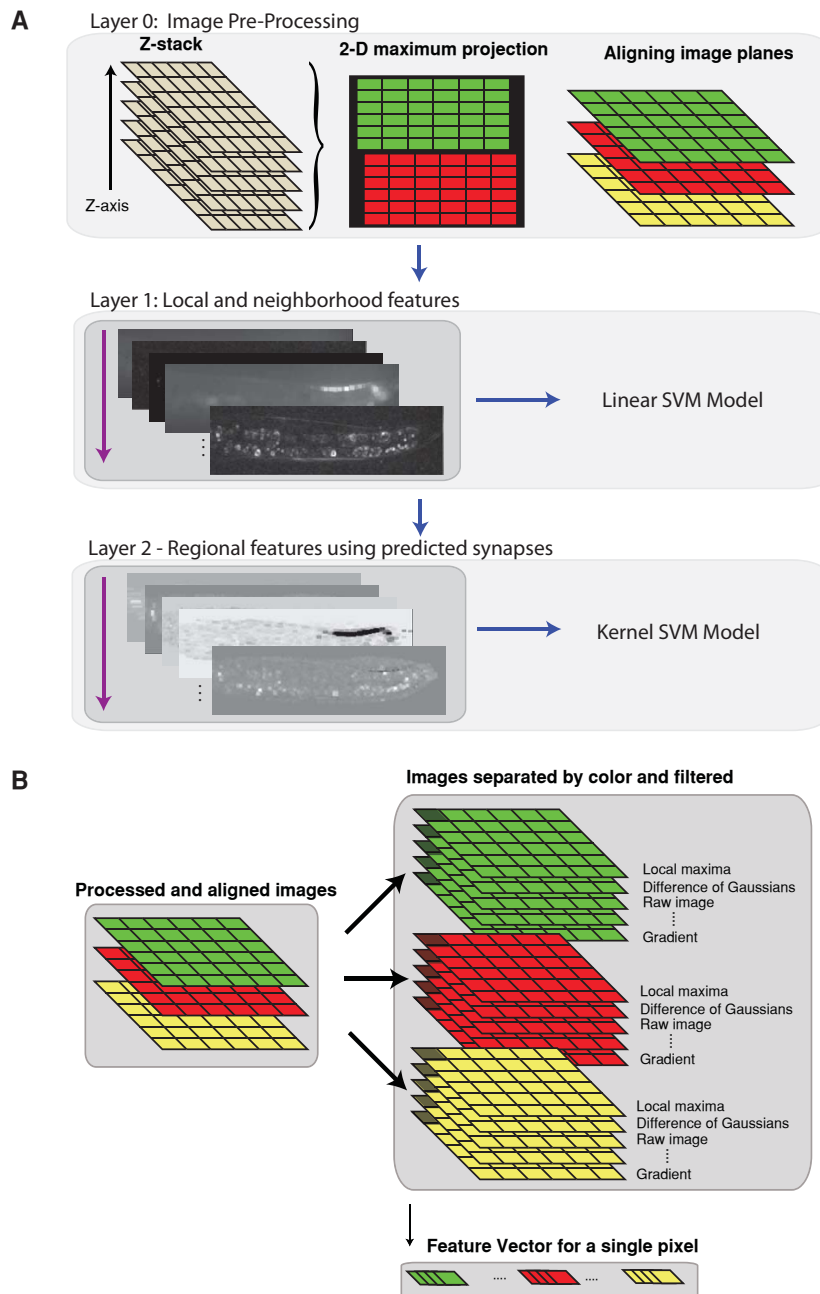 A
Layer 0: Image Pre-Processing
Z-stack
2-D maximum projection
Aligning image planes
Z-axis
Layer 1: Local and neighborhood features
Linear SVM Model
Layer 2 - Regional features using predicted synapses
Kernel SVM Model
B
Images separated by color and filtered
Processed and aligned images
Local maxima
Difference of Gaussians
Raw image
Gradient
Local maxima
Difference of Gaussians
Raw image
Gradient
Local maxima
Difference of Gaussians
Raw image
Gradient
Feature Vector for a single pixel
.... ....